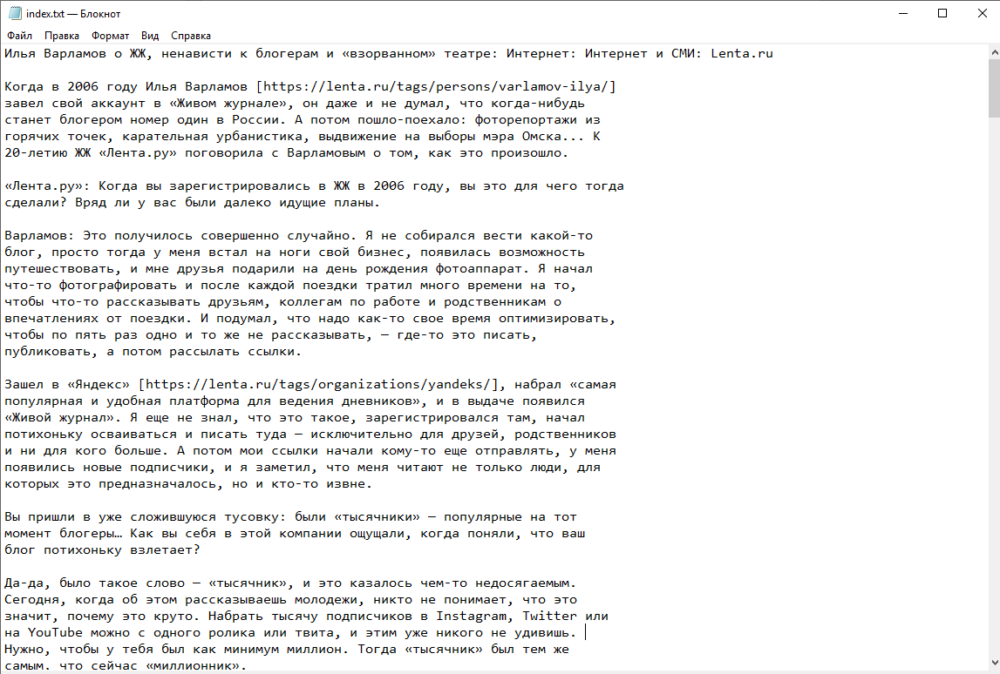 index.txt — Блокнот
Файл Правка Формат Вид Справка
Илья Варламов о ЖЖ, ненависти к блогерам и «взорванном» театре: Интернет: Интернет и СМИ: Lenta.ru
Когда в 2006 году Илья Варламов [https://lenta.ru/tags/persons/varlamov-ilya/]
завел свой аккаунт в «Живом журнале», он даже и не думал, что когда-нибудь
станет блогером номер один в России. А потом пошло-поехало: фоторепортажи из
горячих точек, карательная урбанистика, выдвижение на выборы мэра Омска... К
20-летию ЖЖ «Лента.ру» поговорила с Варламовым о том, как это произошло.
«Лента.ру»: Когда вы зарегистрировались в ЖЖ в 2006 году, вы это для чего тогда
сделали? Вряд ли у вас были далеко идущие планы.
Варламов: Это получилось совершенно случайно. Я не собирался вести какой-то
блог, просто тогда у меня встал на ноги свой бизнес, появилась возможность
путешествовать, и мне друзья подарили на день рождения фотоаппарат. Я начал
что-то фотографировать и после каждой поездки тратил много времени на то,
чтобы что-то рассказывать друзьям, коллегам по работе и родственникам о
впечатлениях от поездки. И подумал, что надо как-то свое время оптимизировать,
чтобы по пять раз одно и то же не рассказывать, — где-то это писать,
публиковать, а потом рассылать ссылки.
Зашел в «Яндекс» [https://lenta.ru/tags/organizations/yandeks/], набрал «самая
популярная и удобная платформа для ведения дневников», и в выдаче появился
«Живой журнал». Я еще не знал, что это такое, зарегистрировался там, начал
потихоньку осваиваться и писать туда — исключительно для друзей, родственников
и ни для кого больше. А потом мои ссылки начали кому-то еще отправлять, у меня
появились новые подписчики, и я заметил, что меня читают не только люди, для
которых это предназначалось, но и кто-то извне.
Вы пришли в уже сложившуюся тусовку: были «тысячники» — популярные на тот
момент блогеры… Как вы себя в этой компании ощущали, когда поняли, что ваш
блог потихоньку взлетает?
Да-да, было такое слово — «тысячник», и это казалось чем-то недосягаемым.
Сегодня, когда об этом рассказываешь молодежи, никто не понимает, что это
значит, почему это круто. Набрать тысячу подписчиков в Instagram, Twitter или
на YouTube можно с одного ролика или твита, и этим уже никого не удивишь.
Нужно, чтобы у тебя был как минимум миллион. Тогда «тысячник» был тем же
самым, что сейчас «миллионник».